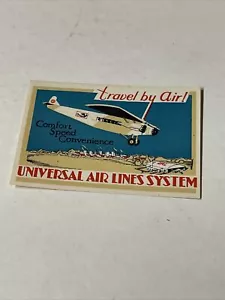 travel by air!
Comfort
Speed
Convenience
UNIVERSAL AIR LINES SYSTEM